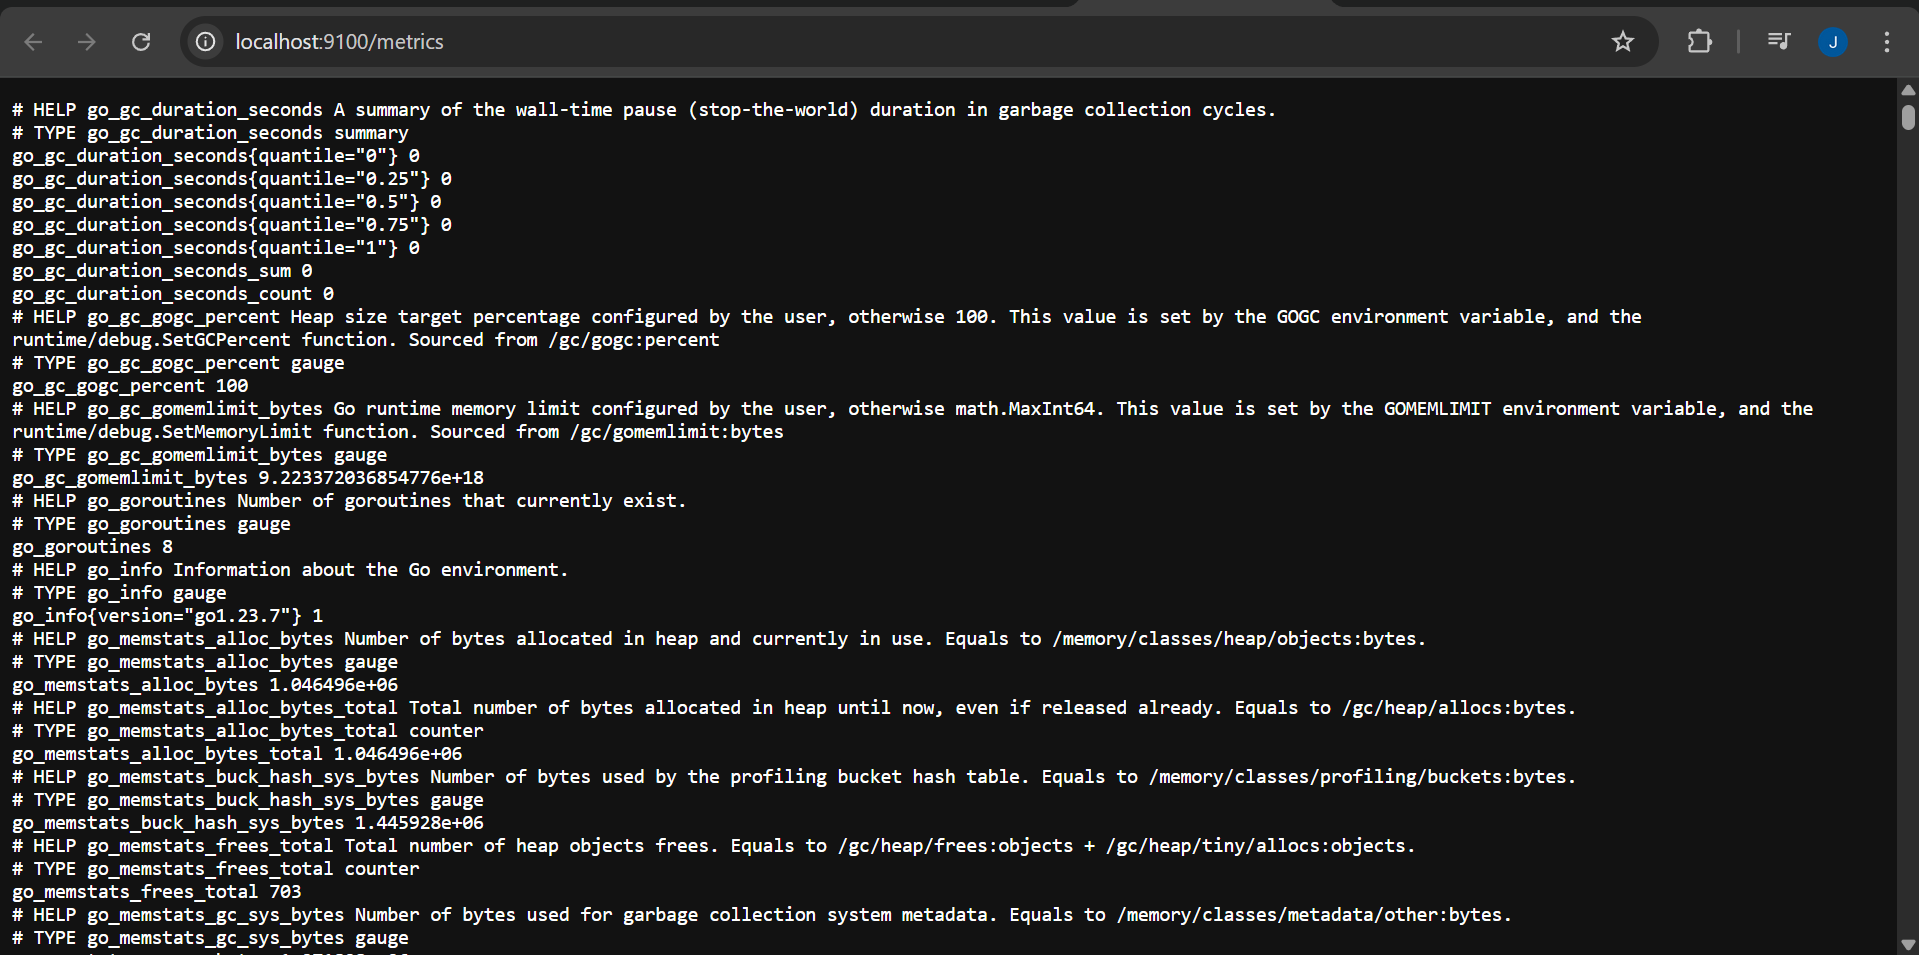 localhost:9100/metrics
J
# HELP go_gc_duration_seconds A summary of the wall-time pause (stop-the-world) duration in garbage collection cycles.
# TYPE go_gc_duration_seconds summary
go_gc_duration_seconds{quantile="0"} 0
go_gc_duration_seconds{quantile="0.25"} 0
go_gc_duration_seconds{quantile="0.5"} 0
go_gc_duration_seconds{quantile="0.75"} 0
go_gc_duration_seconds{quantile="1"} 0
go_gc_duration_seconds_sum 0
go_gc_duration_seconds_count 0
# HELP go_gc_gogc_percent Heap size target percentage configured by the user, otherwise 100. This value is set by the GOGC environment variable, and the
runtime/debug.SetGCPercent function. Sourced from /gc/gogc:percent
# TYPE go_gc_gogc_percent gauge
go_gc_gogc_percent 100
# HELP go_gc_gomemlimit_bytes Go runtime memory limit configured by the user, otherwise math.MaxInt64. This value is set by the GOMEMLIMIT environment variable, and the
runtime/debug.SetMemoryLimit function. Sourced from /gc/gomemlimit:bytes
# TYPE go_gc_gomemlimit_bytes gauge
go_gc_gomemlimit_bytes 9.223372036854776e+18
# HELP go_goroutines Number of goroutines that currently exist.
# TYPE go_goroutines gauge
go_goroutines 8
# HELP go_info Information about the Go environment.
# TYPE go_info gauge
go_info{version="go1.23.7"} 1
# HELP go_memstats_alloc_bytes Number of bytes allocated in heap and currently in use. Equals to /memory/classes/heap/objects:bytes.
# TYPE go_memstats_alloc_bytes gauge
go_memstats_alloc_bytes 1.046496e+06
# HELP go_memstats_alloc_bytes_total Total number of bytes allocated in heap until now, even if released already. Equals to /gc/heap/allocs:bytes.
# TYPE go_memstats_alloc_bytes_total counter
go_memstats_alloc_bytes_total 1.046496e+06
# HELP go_memstats_buck_hash_sys_bytes Number of bytes used by the profiling bucket hash table. Equals to /memory/classes/profiling/buckets:bytes.
# TYPE go_memstats_buck_hash_sys_bytes gauge
go_memstats_buck_hash_sys_bytes 1.445928e+06
# HELP go_memstats_frees_total Total number of heap objects frees. Equals to /gc/heap/frees:objects + /gc/heap/tiny/allocs:objects.
# TYPE go_memstats_frees_total counter
go_memstats_frees_total 703
# HELP go_memstats_gc_sys_bytes Number of bytes used for garbage collection system metadata. Equals to /memory/classes/metadata/other:bytes.
# TYPE go_memstats_gc_sys_bytes gauge